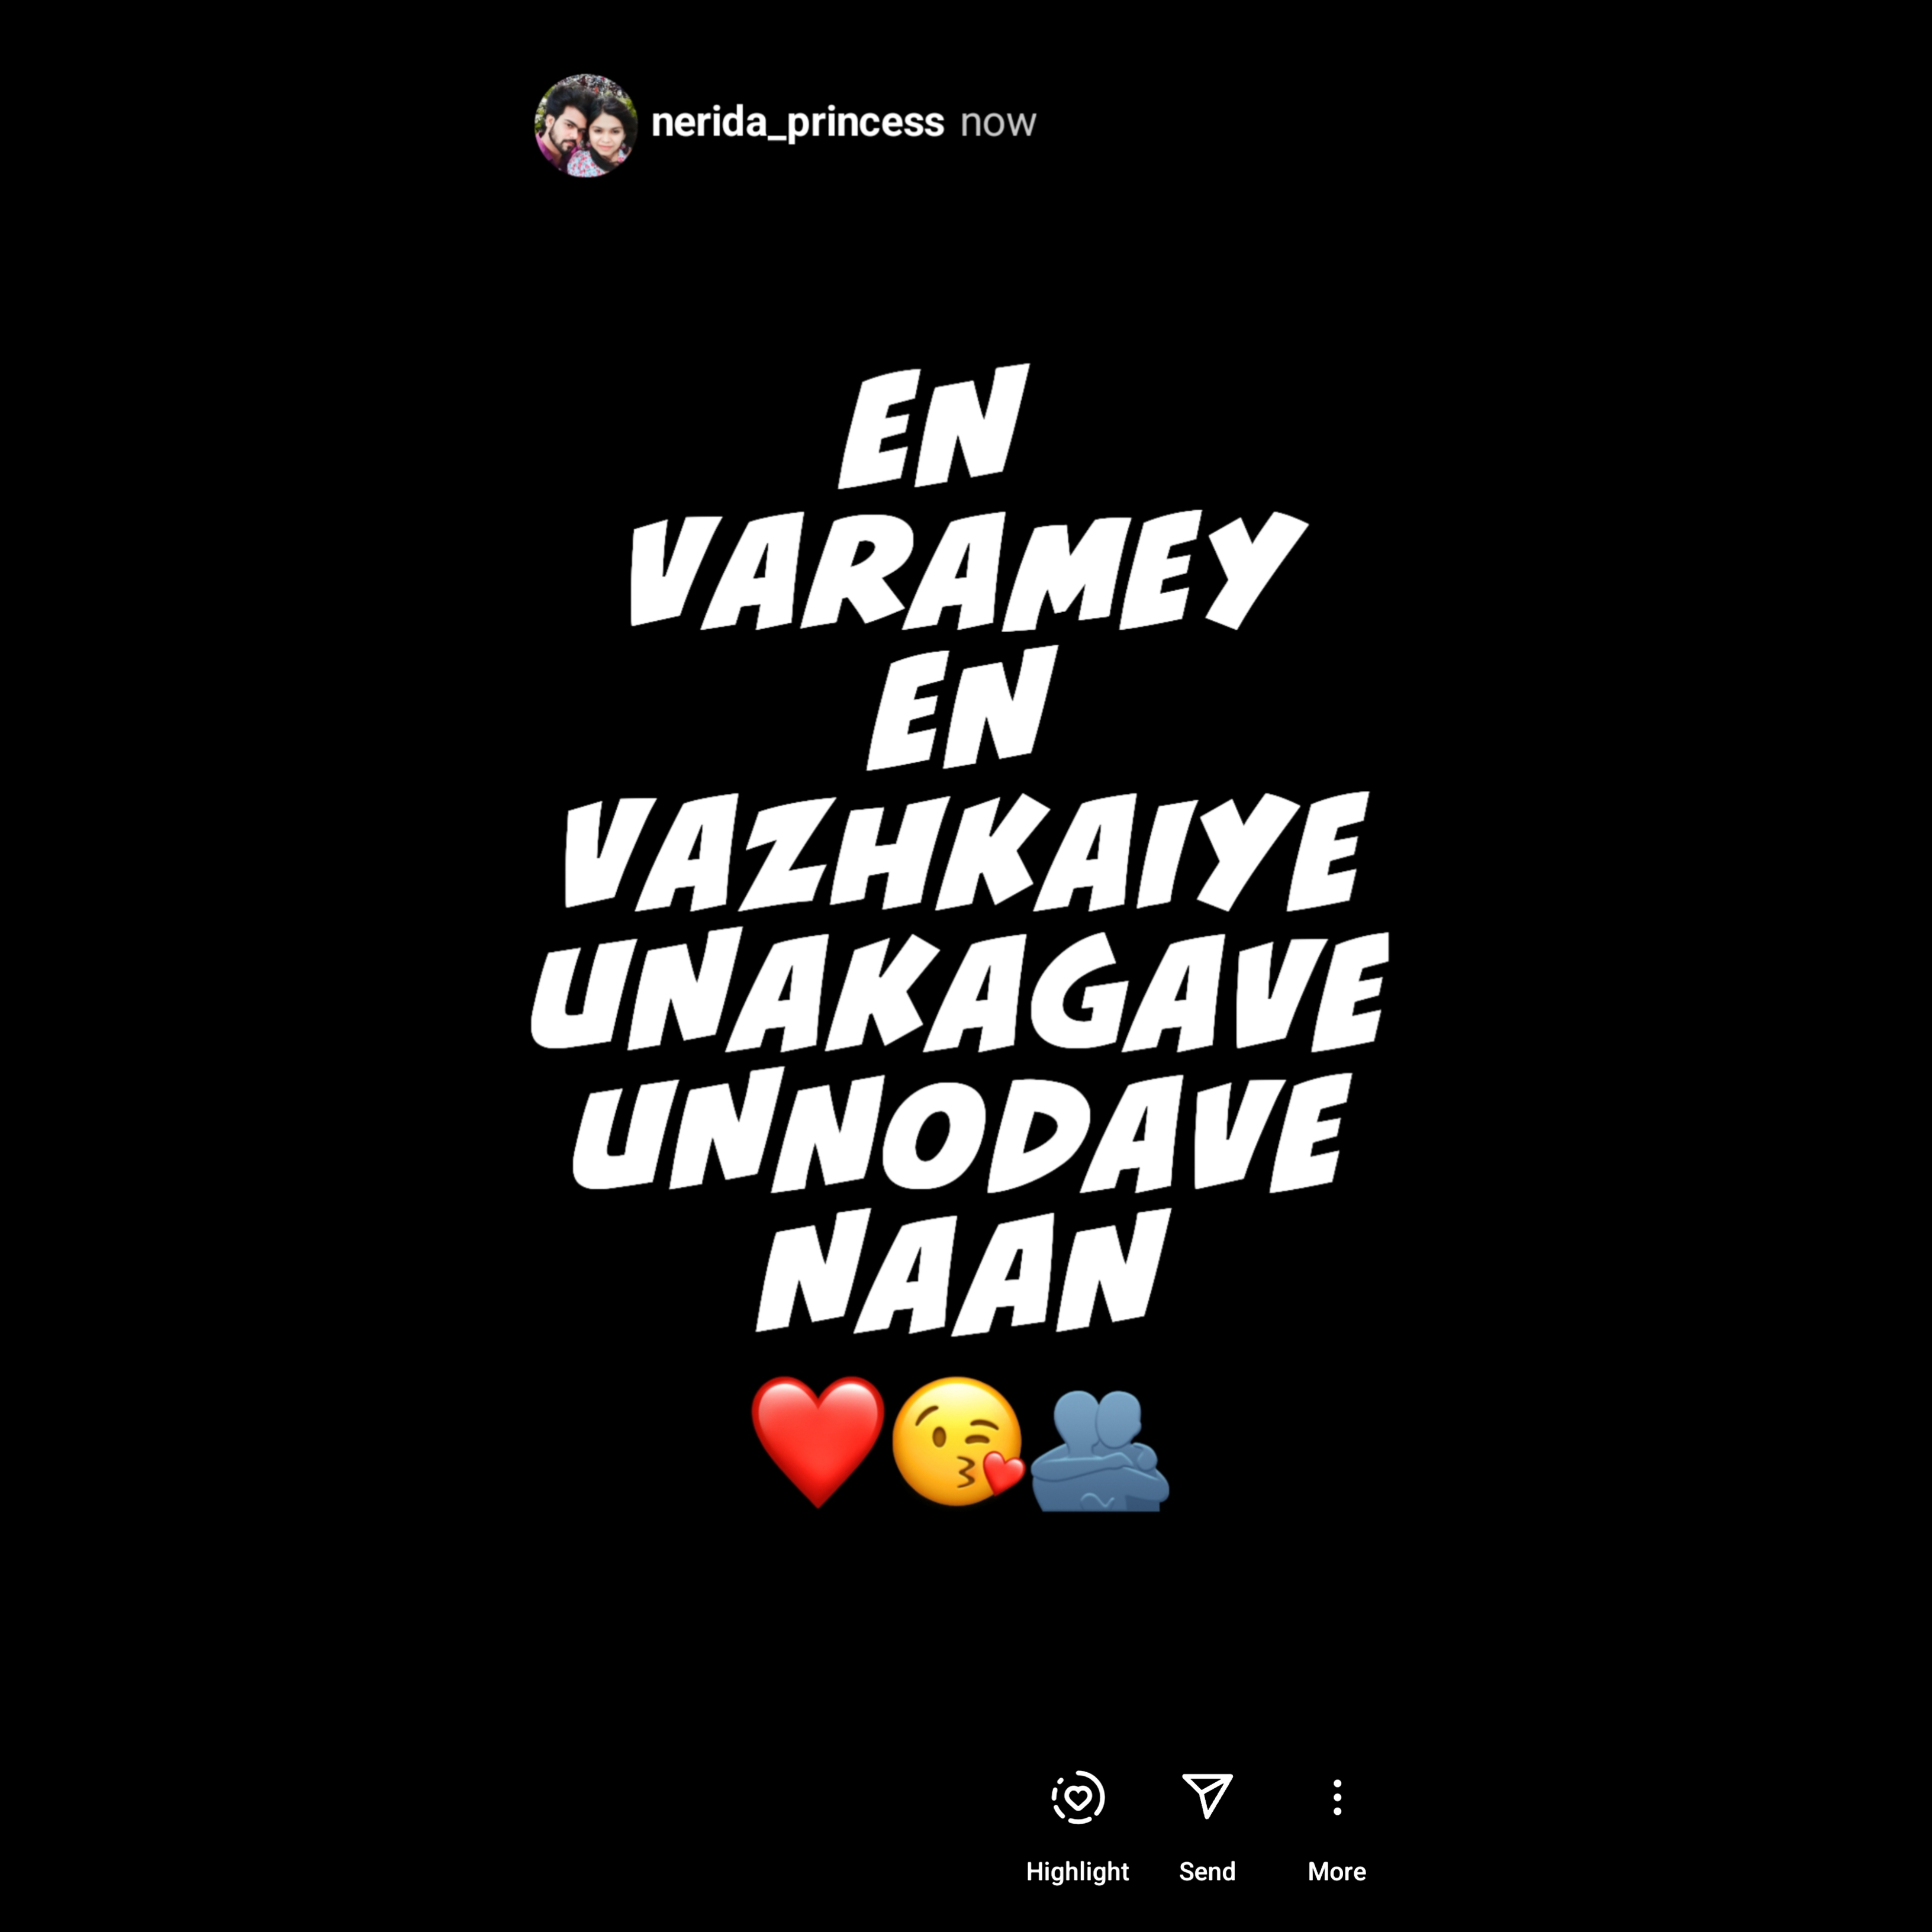 nerida_princess now
EN
VARAMEY
EN
VAZHKAIYE
UNAKAGAVE
UNNODAVE
NAAN
❤️😘🫂
Highlight Send More